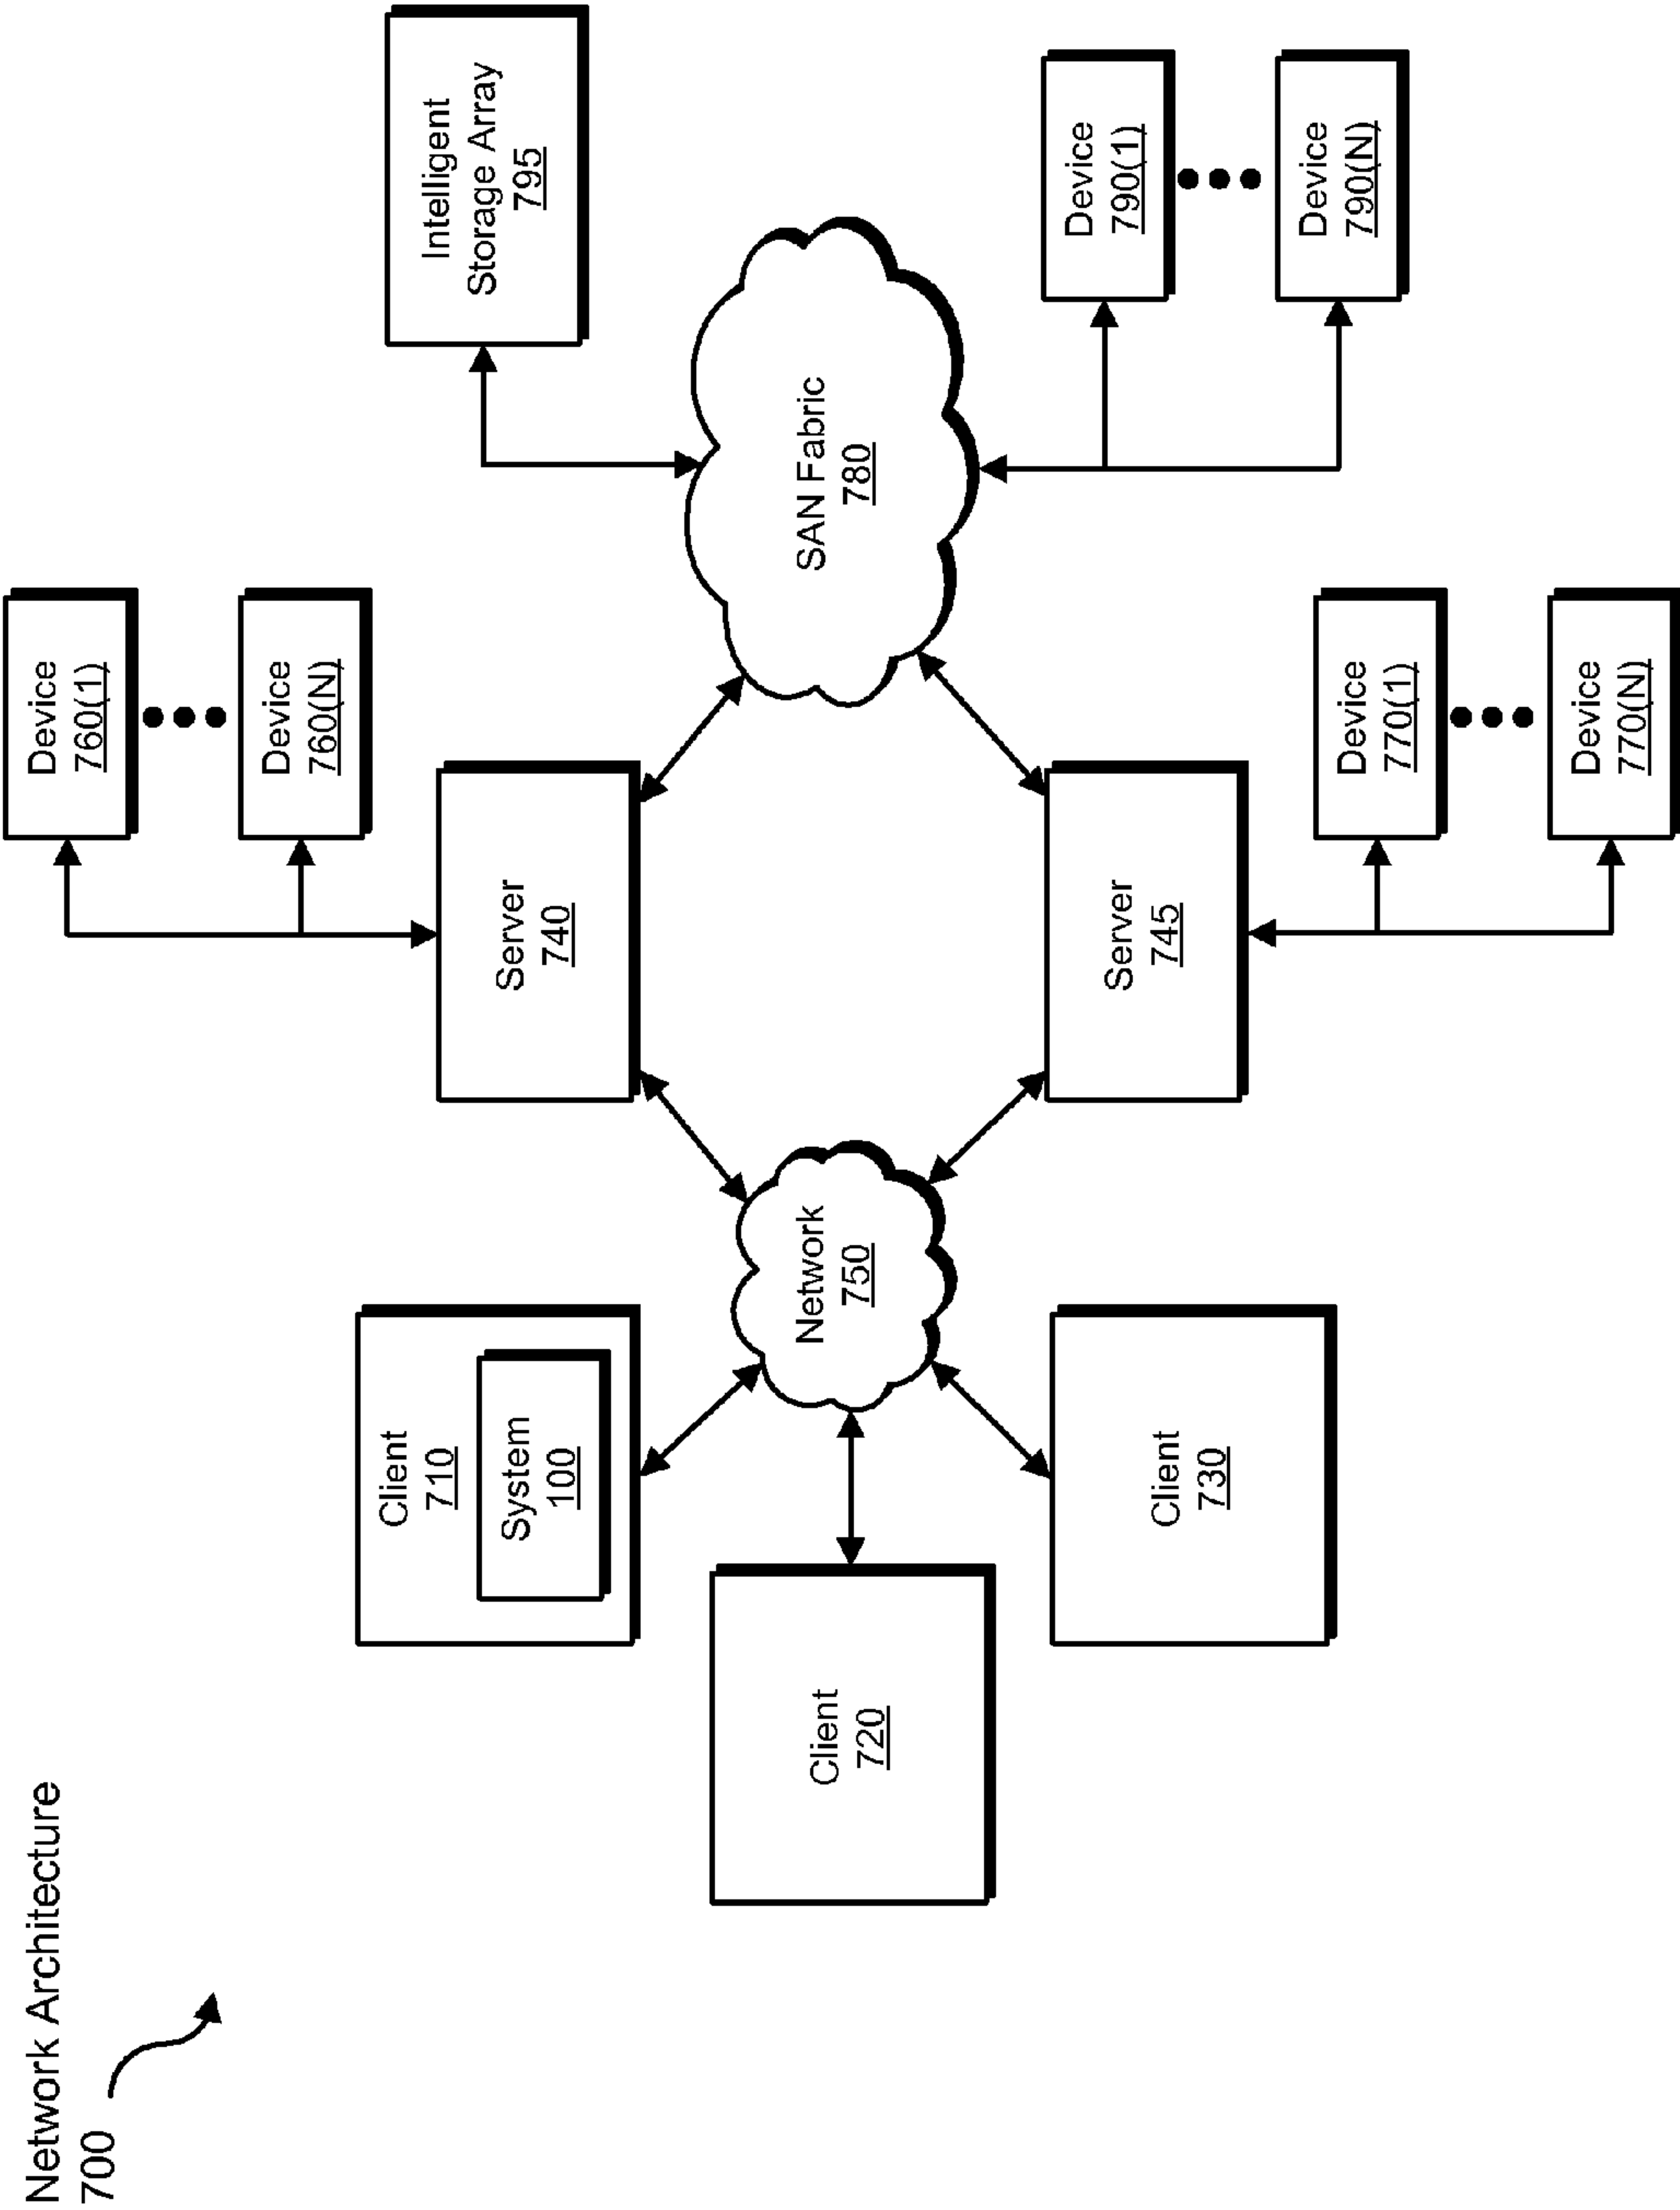 Network Architecture
700
Client
710
System
100
Client
720
Client
730
Network
750
Server
740
Server
745
Device
760(1)
Device
760(N)
Device
770(1)
Device
770(N)
SAN Fabric
780
Intelligent
Storage Array
795
Device
790(1)
Device
790(N)